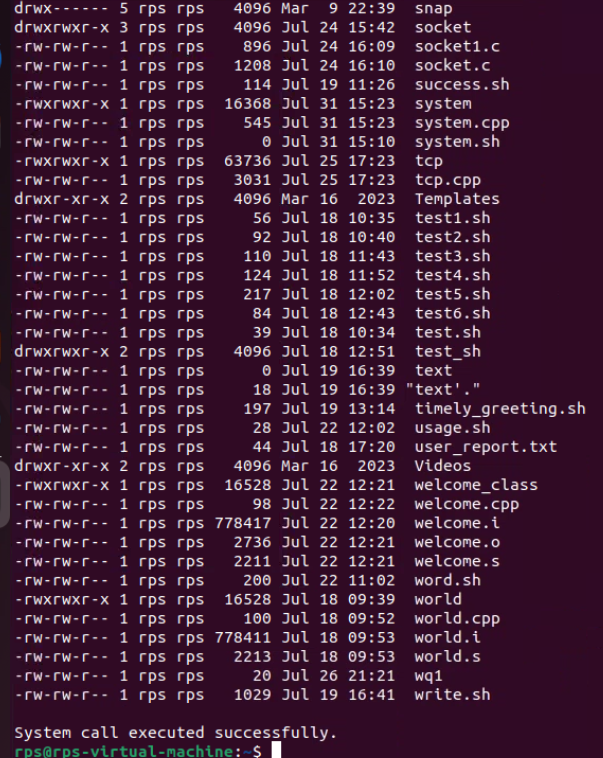 drwx------ 5 rps rps   4096 Mar  9 22:39  snap
drwxrwxr-x 3 rps rps   4096 Jul 24 15:42  socket
-rw-rw-r-- 1 rps rps    896 Jul 24 16:09  socket1.c
-rw-rw-r-- 1 rps rps   1208 Jul 24 16:10  socket.c
-rw-rw-r-- 1 rps rps    114 Jul 19 11:26  success.sh
-rwxrwxr-x 1 rps rps  16368 Jul 31 15:23  system
-rw-rw-r-- 1 rps rps    545 Jul 31 15:23  system.cpp
-rw-rw-r-- 1 rps rps      0 Jul 31 15:10  system.sh
-rwxrwxr-x 1 rps rps  63736 Jul 25 17:23  tcp
-rw-rw-r-- 1 rps rps   3031 Jul 25 17:23  tcp.cpp
drwxr-xr-x 2 rps rps   4096 Mar 16  2023  Templates
-rw-rw-r-- 1 rps rps     56 Jul 18 10:35  test1.sh
-rw-rw-r-- 1 rps rps     92 Jul 18 10:40  test2.sh
-rw-rw-r-- 1 rps rps    110 Jul 18 11:43  test3.sh
-rw-rw-r-- 1 rps rps    124 Jul 18 11:52  test4.sh
-rw-rw-r-- 1 rps rps    217 Jul 18 12:02  test5.sh
-rw-rw-r-- 1 rps rps     84 Jul 18 12:43  test6.sh
-rw-rw-r-- 1 rps rps     39 Jul 18 10:34  test.sh
drwxrwxr-x 2 rps rps   4096 Jul 18 12:51  test_sh
-rw-rw-r-- 1 rps rps      0 Jul 19 16:39  text
-rw-rw-r-- 1 rps rps     18 Jul 19 16:39 "text'."
-rw-rw-r-- 1 rps rps    197 Jul 19 13:14  timely_greeting.sh
-rw-rw-r-- 1 rps rps     28 Jul 22 12:02  usage.sh
-rw-rw-r-- 1 rps rps     44 Jul 18 17:20  user_report.txt
drwxr-xr-x 2 rps rps   4096 Mar 16  2023  Videos
-rwxrwxr-x 1 rps rps  16528 Jul 22 12:21  welcome_class
-rw-rw-r-- 1 rps rps     98 Jul 22 12:22  welcome.cpp
-rw-rw-r-- 1 rps rps 778417 Jul 22 12:20  welcome.i
-rw-rw-r-- 1 rps rps   2736 Jul 22 12:21  welcome.o
-rw-rw-r-- 1 rps rps   2211 Jul 22 12:21  welcome.s
-rw-rw-r-- 1 rps rps    200 Jul 22 11:02  word.sh
-rwxrwxr-x 1 rps rps  16528 Jul 18 09:39  world
-rw-rw-r-- 1 rps rps    100 Jul 18 09:52  world.cpp
-rw-rw-r-- 1 rps rps 778411 Jul 18 09:53  world.i
-rw-rw-r-- 1 rps rps   2213 Jul 18 09:53  world.s
-rw-rw-r-- 1 rps rps     20 Jul 26 21:21  wq1
-rw-rw-r-- 1 rps rps   1029 Jul 19 16:41  write.sh
System call executed successfully.
rps@rps-virtual-machine:~$